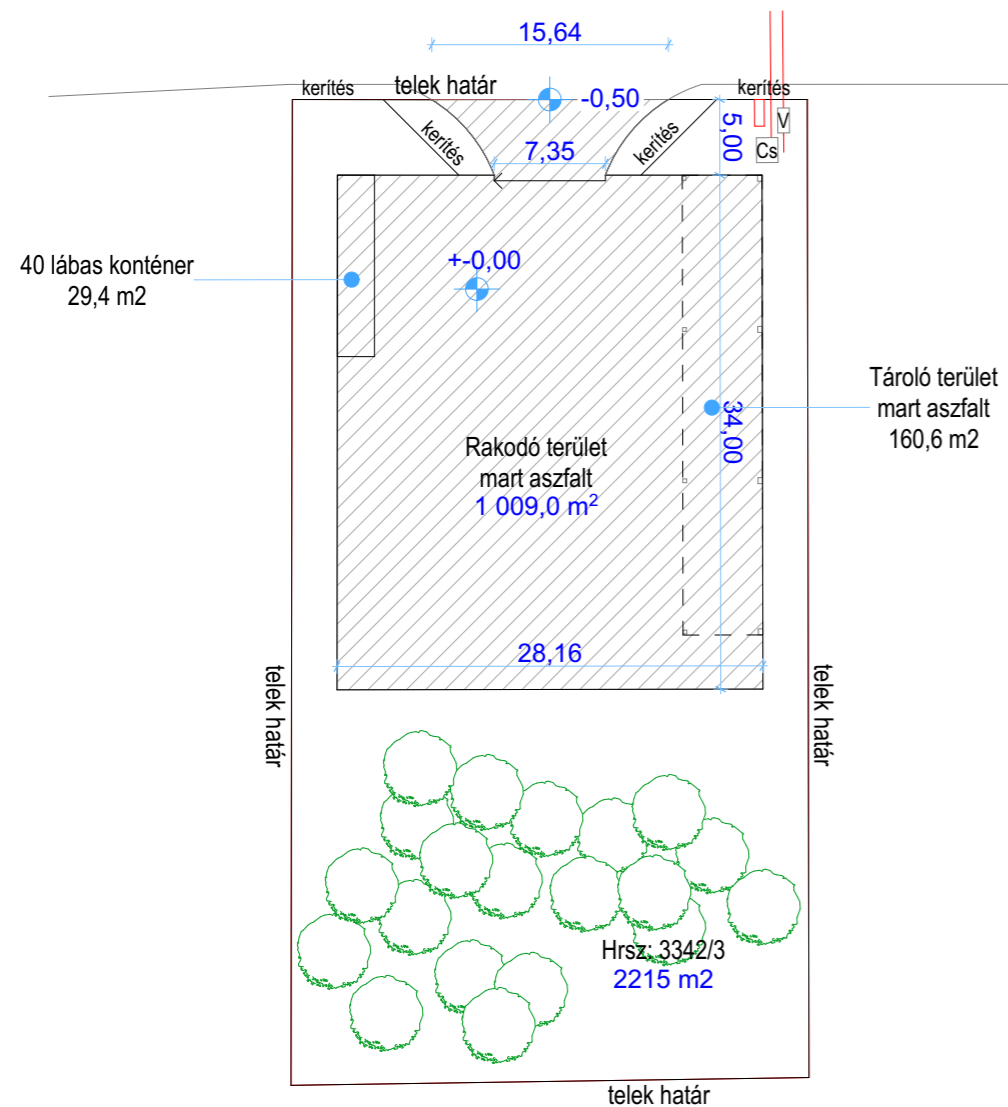 15,64
kerítés
telek határ
kerítés
-0,50
5,00
V
Cs
kerítés
kerítés
7,35
40 lábas konténer
29,4 m2
+-0,00
Tároló terület
mart aszfalt
160,6 m2
34,00
Rakodó terület
mart aszfalt
1 009,0 m²
28,16
telek határ
telek határ
Hrsz: 3342/3
2215 m2
telek határ